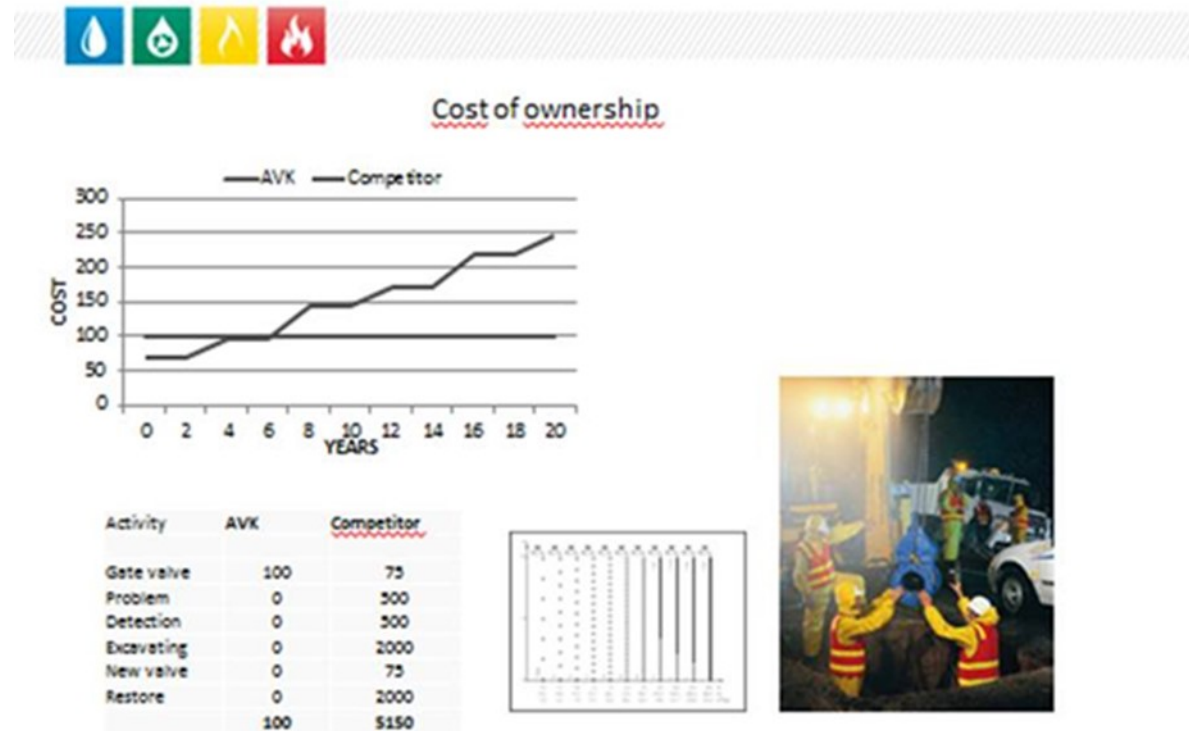 Cost of ownership
AVK Competitor
300
250
200
150
100
50
0
COST
0 2 4 6 8 10 12 14 16 18 20
YEARS
Activity AVK Competitor
Gate valve 100 75
Problem 0 500
Detection 0 500
Excavating 0 2000
New valve 0 75
Restore 0 2000
100 5150